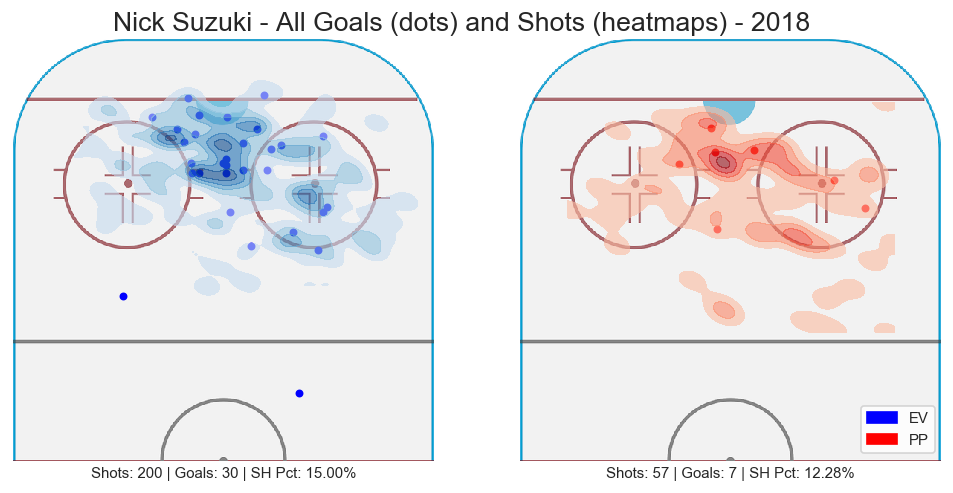 Nick Suzuki - All Goals (dots) and Shots (heatmaps) - 2018
EV
PP
Shots: 200 | Goals: 30 | SH Pct: 15.00%
Shots: 57 | Goals: 7 | SH Pct: 12.28%